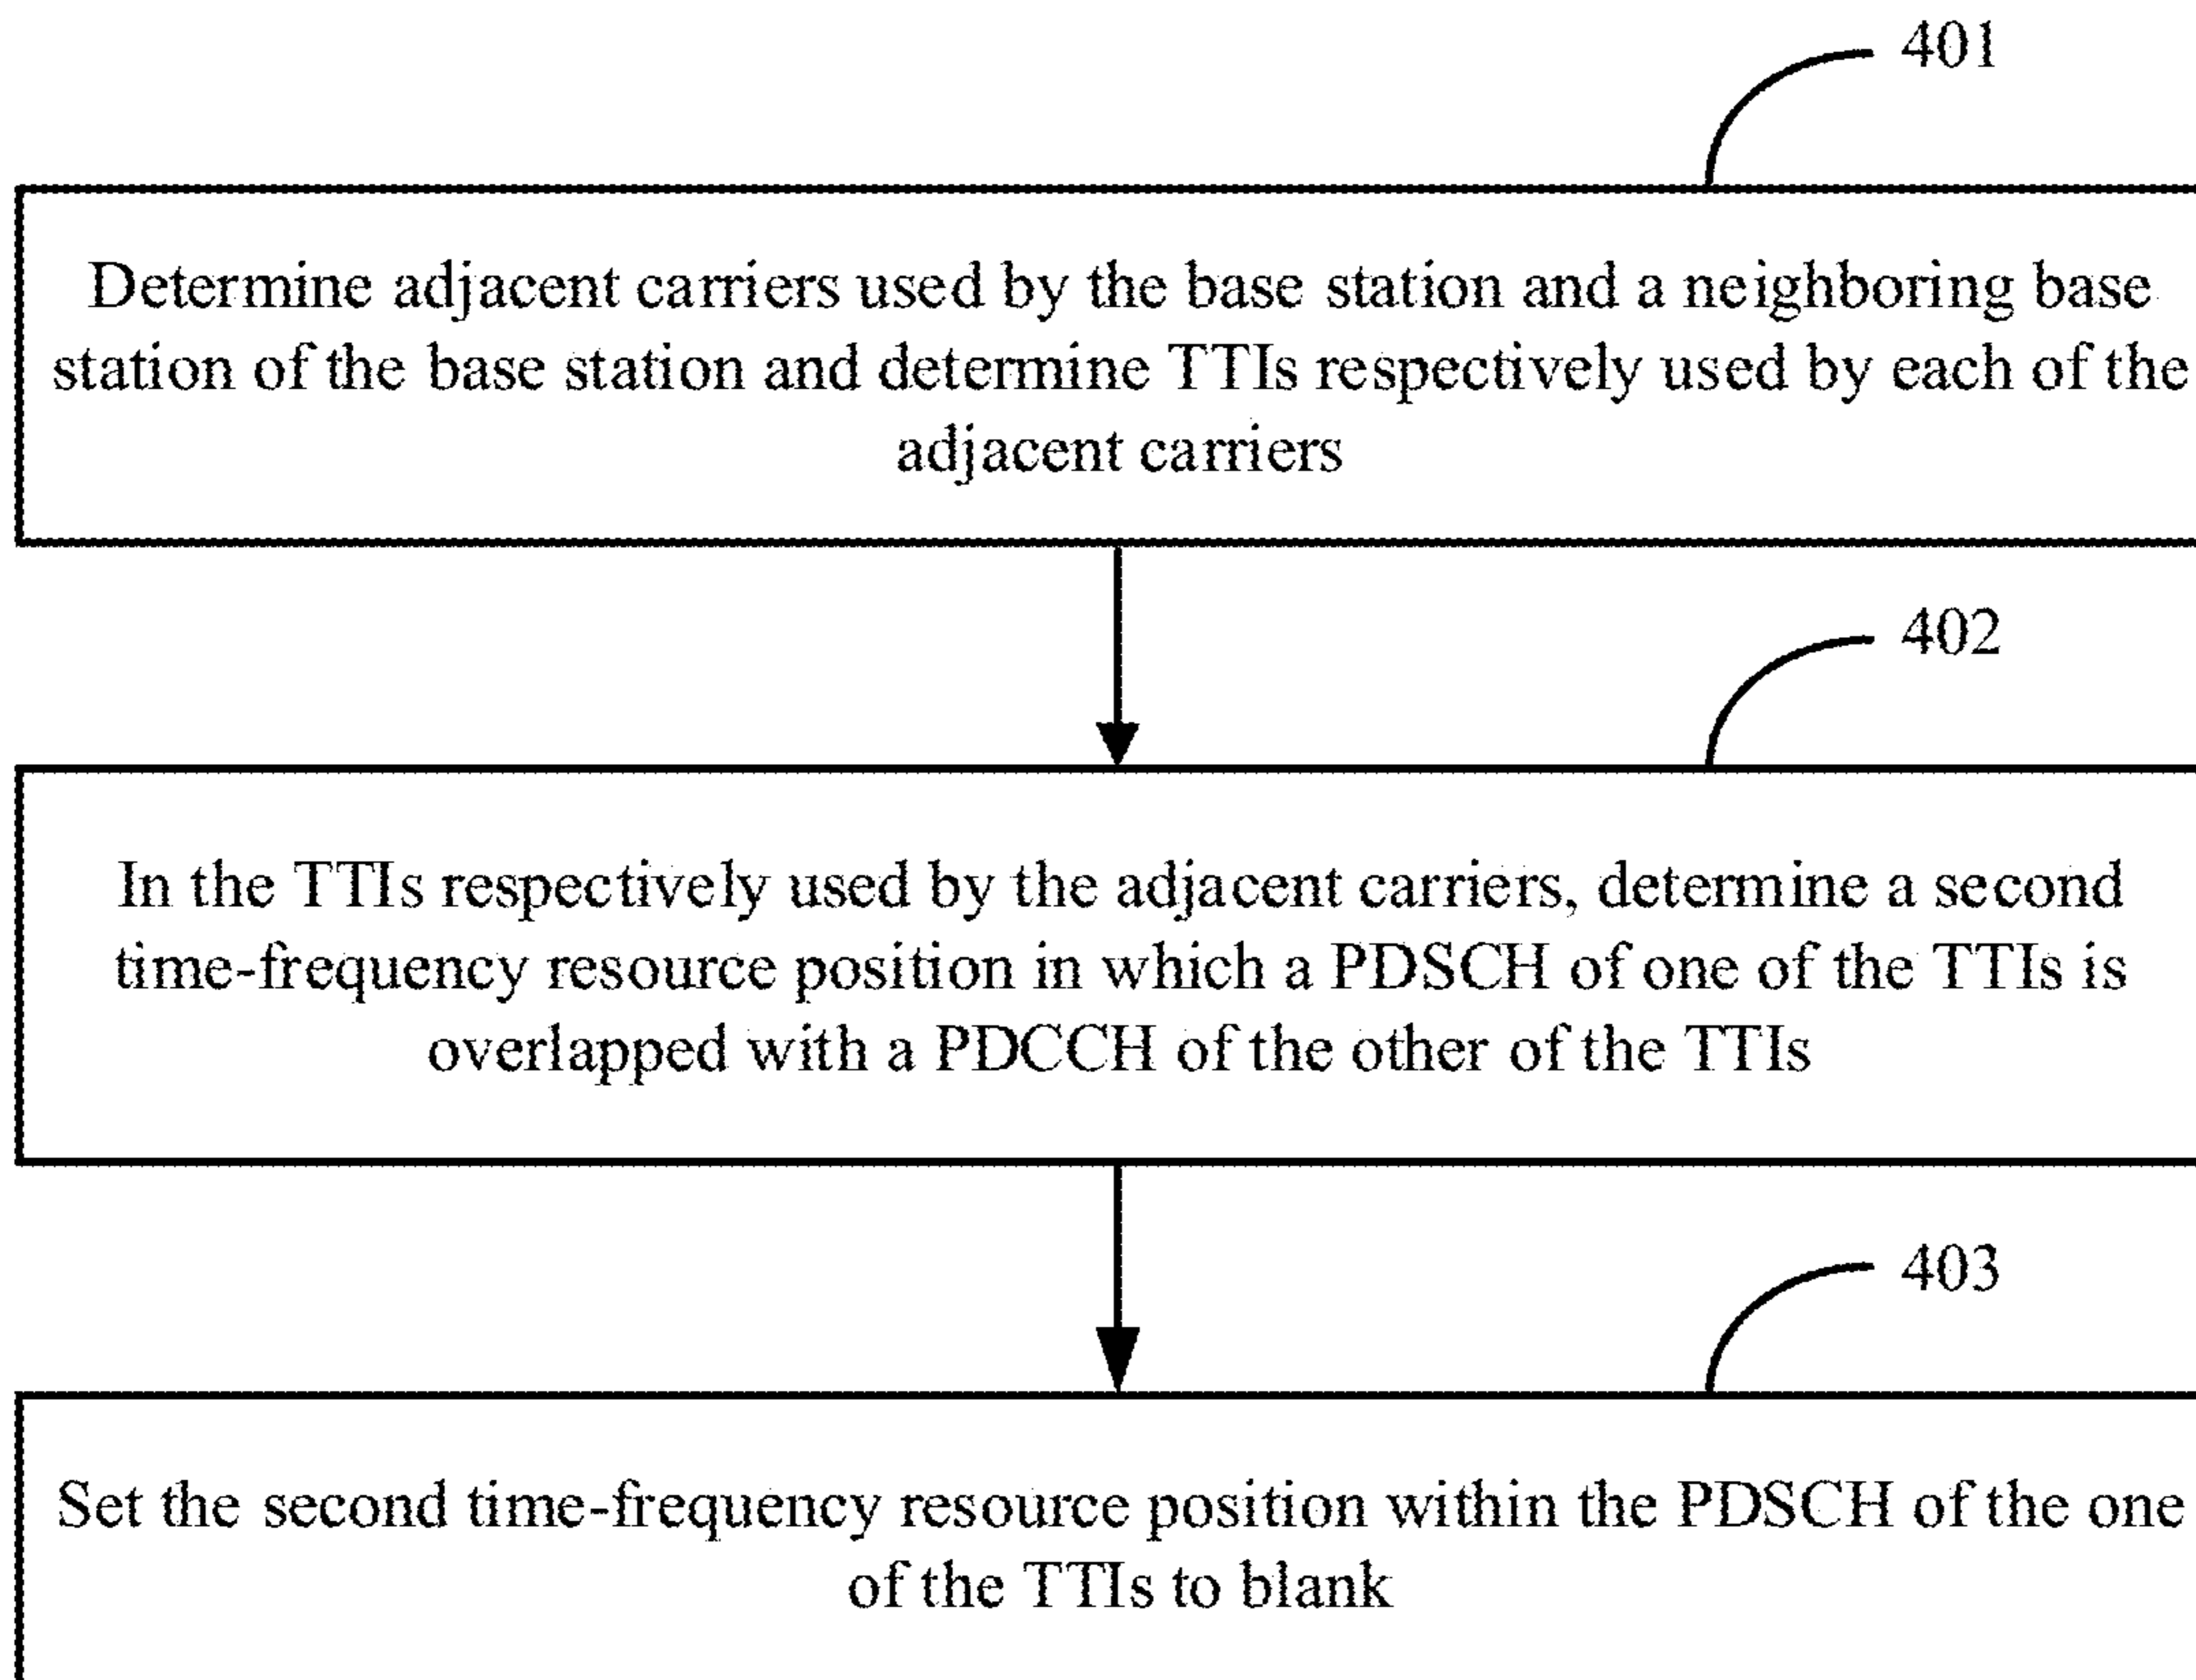 401
Determine adjacent carriers used by the base station and a neighboring base
station of the base station and determine TTIs respectively used by each of the
adjacent carriers
402
In the TTIs respectively used by the adjacent carriers, determine a second
time-frequency resource position in which a PDSCH of one of the TTIs is
overlapped with a PDCCH of the other of the TTIs
403
Set the second time-frequency resource position within the PDSCH of the one
of the TTIs to blank